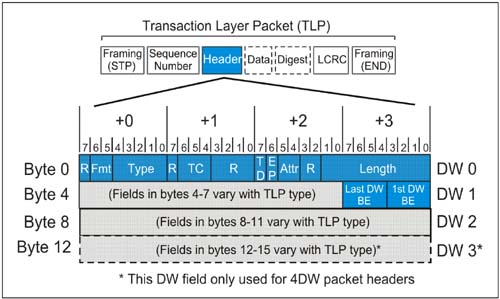 Transaction Layer Packet (TLP)
Framing (STP) Sequence Number Header Data Digest LCRC Framing (END)
+0 +1 +2 +3
7 6 5 4 3 2 1 0 7 6 5 4 3 2 1 0 7 6 5 4 3 2 1 0 7 6 5 4 3 2 1 0
Byte 0 R Fmt Type R TC R TD EP Attr R Length DW 0
Byte 4 (Fields in bytes 4-7 vary with TLP type) Last DW BE 1st DW BE DW 1
Byte 8 (Fields in bytes 8-11 vary with TLP type) DW 2
Byte 12 (Fields in bytes 12-15 vary with TLP type)* DW 3*
* This DW field only used for 4DW packet headers